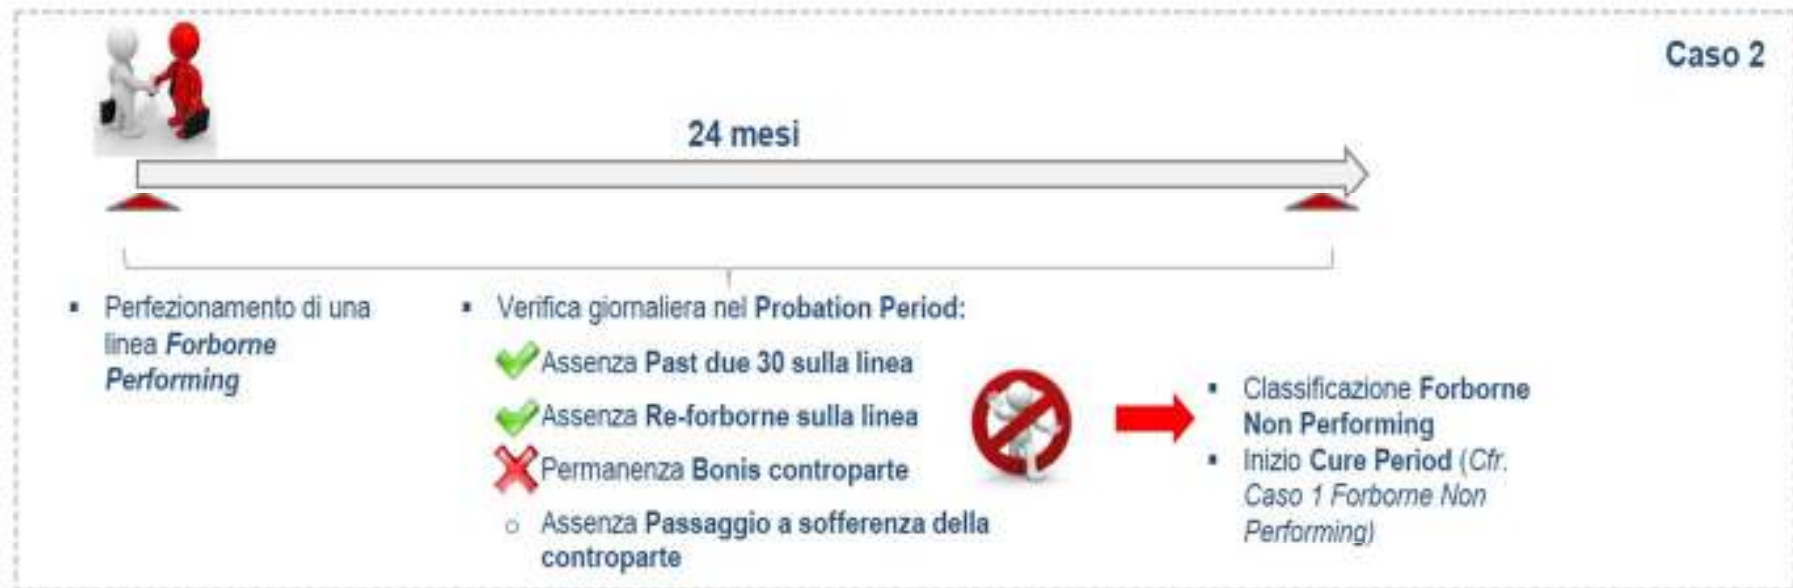 Caso 2
24 mesi
▪ Perfezionamento di una
linea Forborne
Performing
▪ Verifica giornaliera nel Probation Period:
Assenza Past due 30 sulla linea
Assenza Re-forborne sulla linea
Permanenza Bonis controparte
○ Assenza Passaggio a sofferenza della
controparte
▪ Classificazione Forborne
Non Performing
▪ Inizio Cure Period (Cfr.
Caso 1 Forborne Non
Performing)